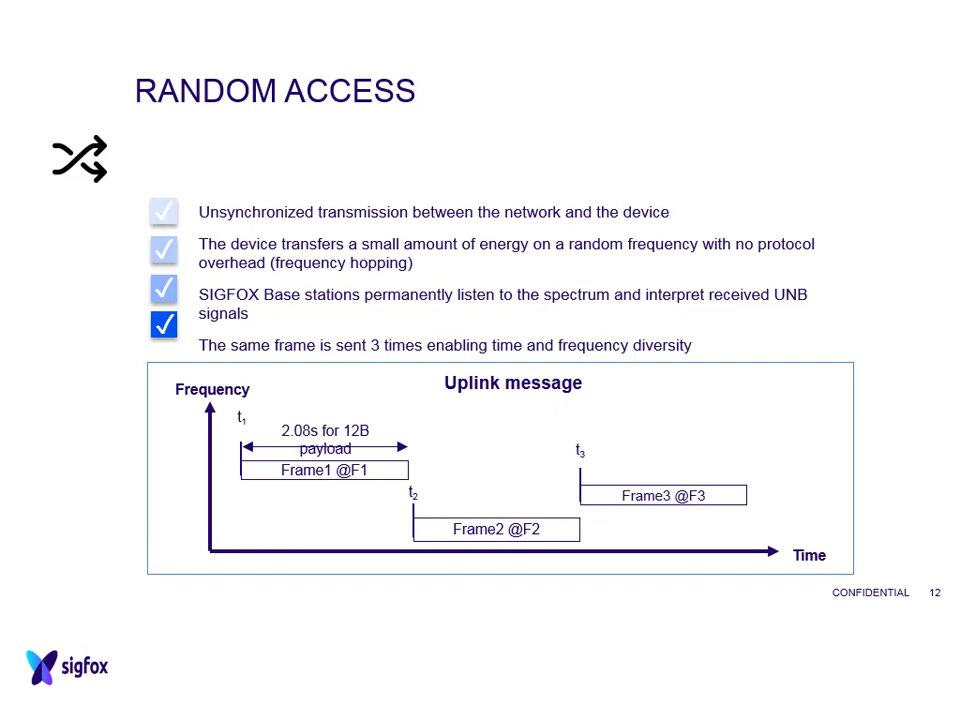 RANDOM ACCESS
Unsynchronized transmission between the network and the device
The device transfers a small amount of energy on a random frequency with no protocol
overhead (frequency hopping)
SIGFOX Base stations permanently listen to the spectrum and interpret received UNB
signals
The same frame is sent 3 times enabling time and frequency diversity
Uplink message
Frequency
t1
2.08s for 12B
payload
Frame1 @F1
t2
Frame2 @F2
t3
Frame3 @F3
Time
CONFIDENTIAL 12
sigfox